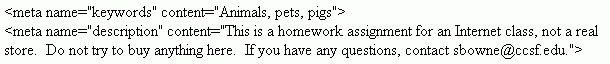 <meta name="keywords" content="Animals, pets, pigs">
<meta name="description" content="This is a homework assignment for an Internet class, not a real
store.  Do not try to buy anything here.  If you have any questions, contact sbowne@ccsf.edu.">